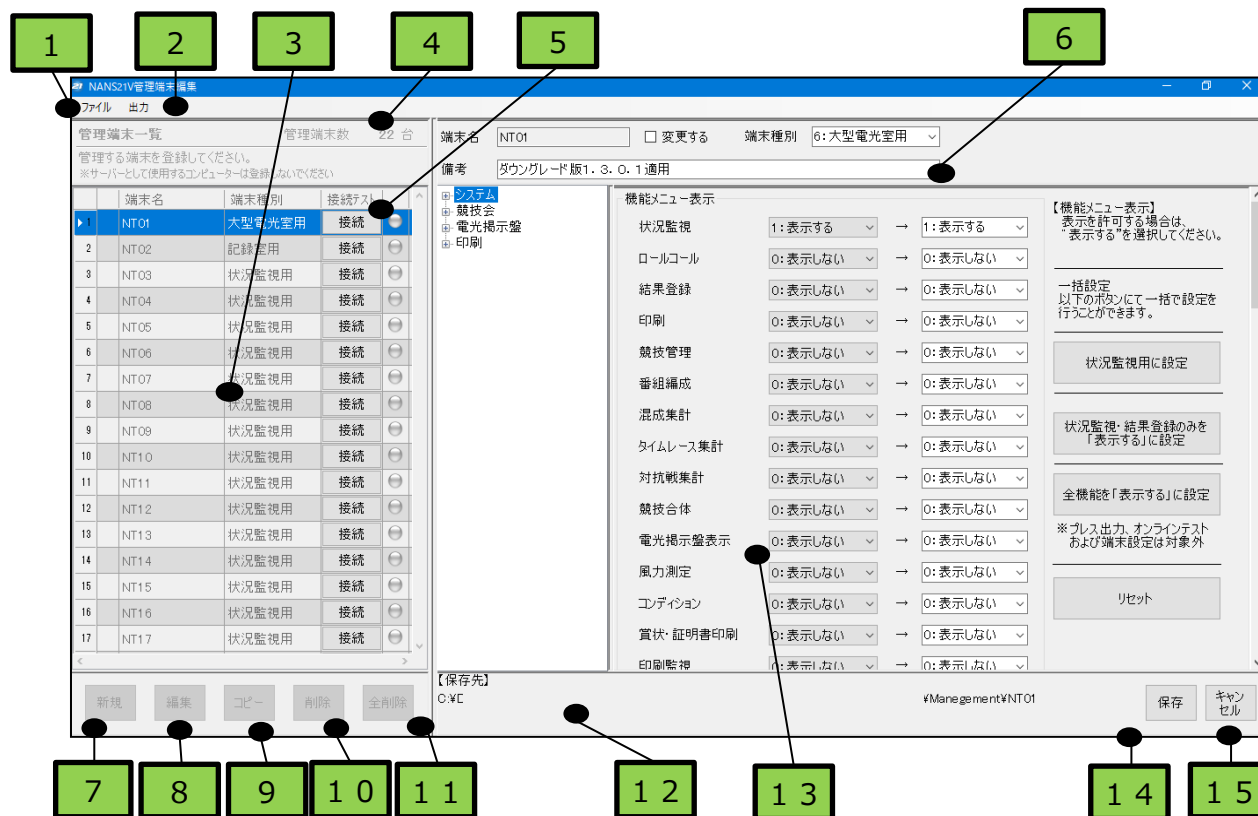 １
２
３
４
５
６
NANS21V管理端末編集
ファイル 出力
管理端末一覧 管理端末数 22 台
管理する端末を登録してください。
※サーバーとして使用するコンピューターは登録しないでください
端末名 端末種別 接続テスト
1 NT01 大型電光室用 接続
2 NT02 記録室用 接続
3 NT03 状況監視用 接続
4 NT04 状況監視用 接続
5 NT05 状況監視用 接続
6 NT06 状況監視用 接続
7 NT07 状況監視用 接続
8 NT08 状況監視用 接続
9 NT09 状況監視用 接続
10 NT10 状況監視用 接続
11 NT11 状況監視用 接続
12 NT12 状況監視用 接続
13 NT13 状況監視用 接続
14 NT14 状況監視用 接続
15 NT15 状況監視用 接続
16 NT16 状況監視用 接続
17 NT17 状況監視用 接続
新規 編集 コピー 削除 全削除
端末名 NT01 変更する 端末種別 6:大型電光室用
備考 ダウングレード版1.3.0.1適用
システム
競技会
電光掲示盤
印刷
機能メニュー表示
状況監視 1:表示する → 1:表示する
ロールコール 0:表示しない → 0:表示しない
結果登録 0:表示しない → 0:表示しない
印刷 0:表示しない → 0:表示しない
競技管理 0:表示しない → 0:表示しない
番組編成 0:表示しない → 0:表示しない
混成集計 0:表示しない → 0:表示しない
タイムレース集計 0:表示しない → 0:表示しない
対抗戦集計 0:表示しない → 0:表示しない
競技合体 0:表示しない → 0:表示しない
電光掲示盤表示 0:表示しない → 0:表示しない
風力測定 0:表示しない → 0:表示しない
コンディション 0:表示しない → 0:表示しない
賞状・証明書印刷 0:表示しない → 0:表示しない
印刷監視 0:表示しない → 0:表示しない
【機能メニュー表示】
表示を許可する場合は、
"表示する"を選択してください。
一括設定
以下のボタンにて一括で設定を
行うことができます。
状況監視用に設定
状況監視・結果登録のみを
「表示する」に設定
全機能を「表示する」に設定
※プレス出力、オンラインテスト
および端末設定は対象外
リセット
【保存先】
C:¥E ¥Manegement¥NT01
保存
キャン
セル
７
８
９
１０
１１
１２
１３
１４
１５